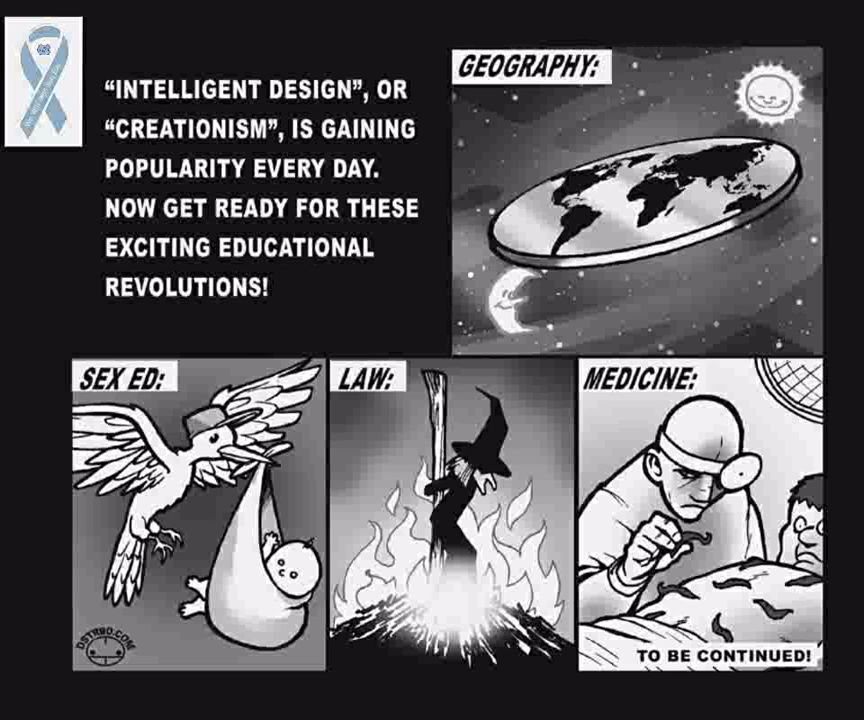 “INTELLIGENT DESIGN”, OR
“CREATIONISM”, IS GAINING
POPULARITY EVERY DAY.
NOW GET READY FOR THESE
EXCITING EDUCATIONAL
REVOLUTIONS!
GEOGRAPHY:
SEX ED:
LAW:
MEDICINE:
DSTRBO.COM
TO BE CONTINUED!